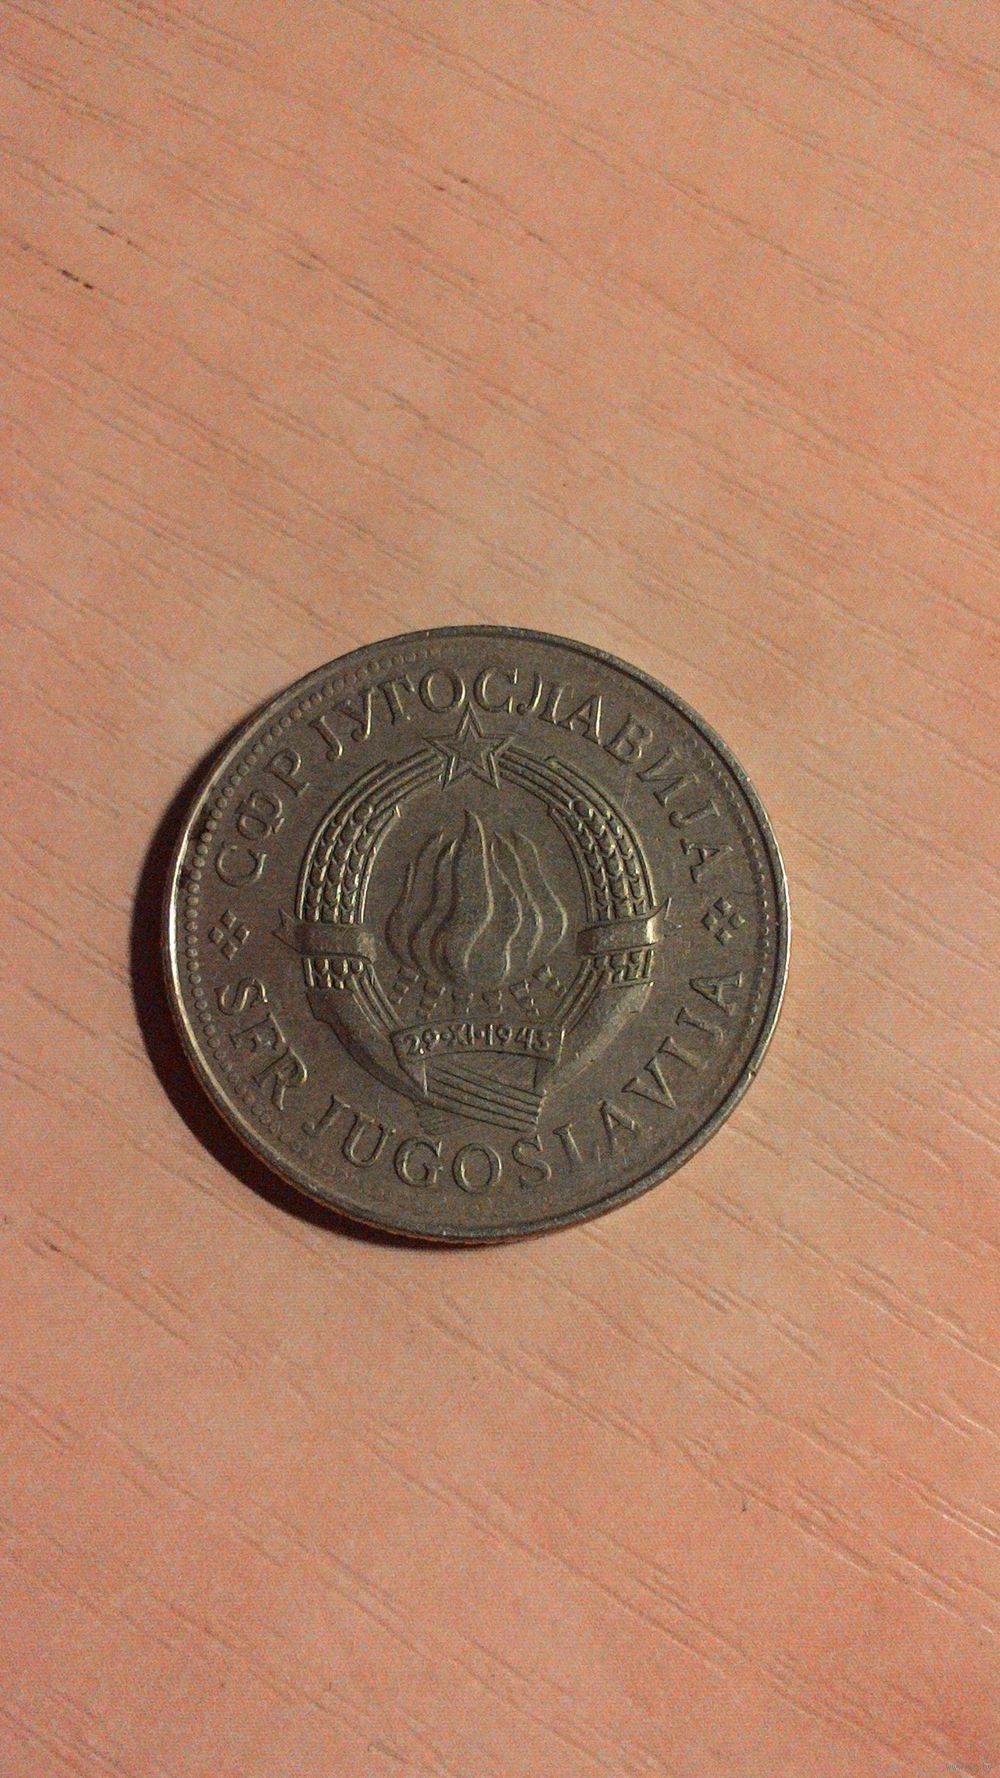 СФР ЈУГОСЛАВИЈА
29·XI·1943
SFR JUGOSLAVIJA